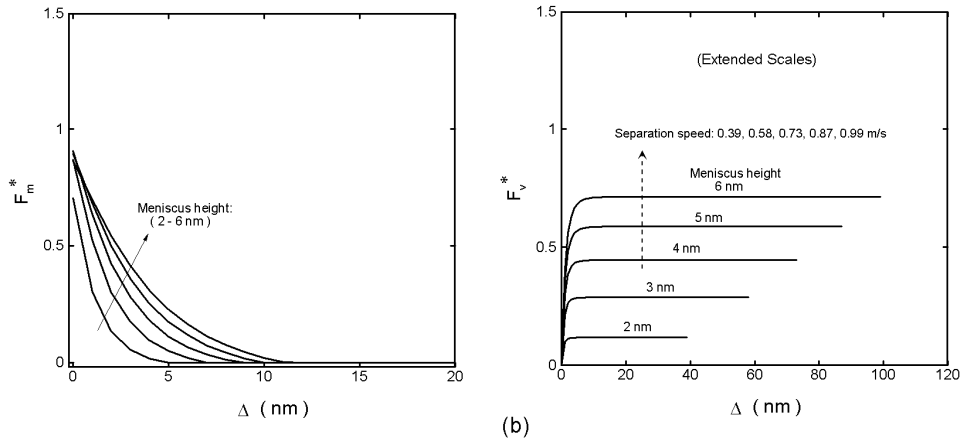 1.5
1
0.5
0
F*m
Meniscus height:
( 2 - 6 nm )
0 5 10 15 20
Δ ( nm )
1.5
1
0.5
0
Fv*
(Extended Scales)
Separation speed: 0.39, 0.58, 0.73, 0.87, 0.99 m/s
Meniscus height
6 nm
5 nm
4 nm
3 nm
2 nm
0 20 40 60 80 100 120
Δ ( nm )
(b)